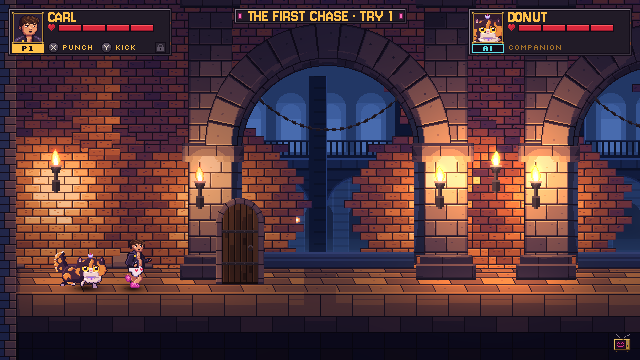 CARL
P1
X PUNCH Y KICK
THE FIRST CHASE · TRY 1
DONUT
AI
COMPANION